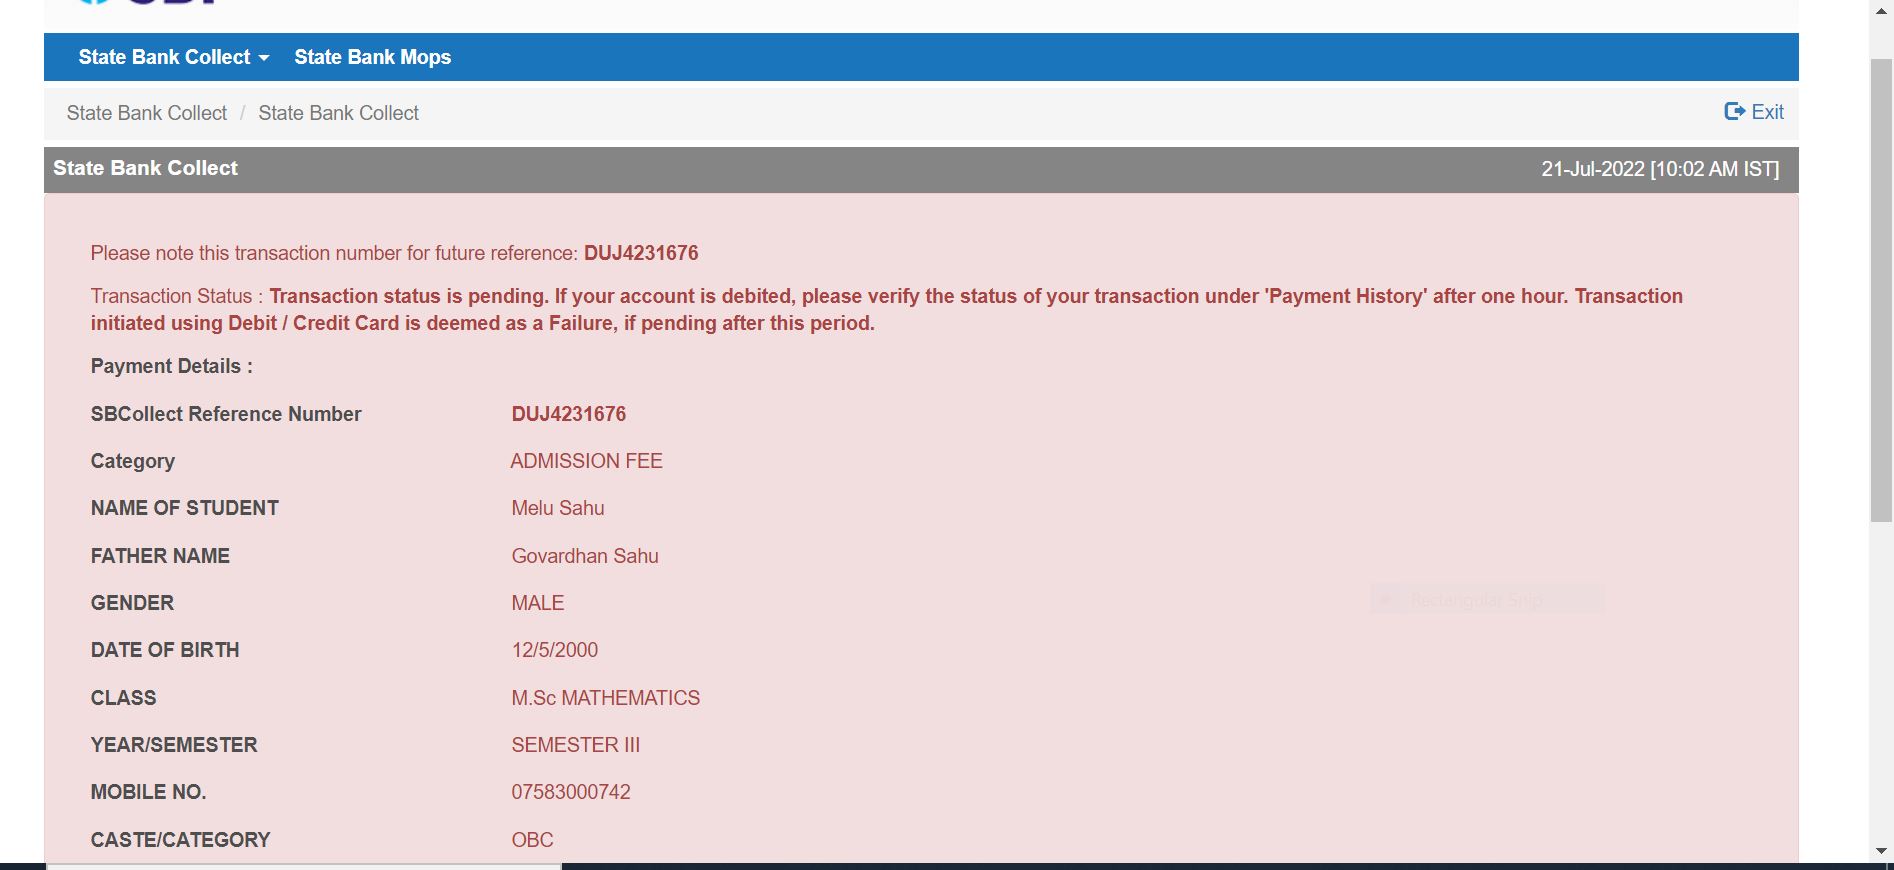 State Bank Collect State Bank Mops
State Bank Collect / State Bank Collect Exit
State Bank Collect 21-Jul-2022 [10:02 AM IST]
Please note this transaction number for future reference: DUJ4231676
Transaction Status : Transaction status is pending. If your account is debited, please verify the status of your transaction under 'Payment History' after one hour. Transaction
initiated using Debit / Credit Card is deemed as a Failure, if pending after this period.
Payment Details :
SBCollect Reference Number DUJ4231676
Category ADMISSION FEE
NAME OF STUDENT Melu Sahu
FATHER NAME Govardhan Sahu
Rectangular Snip
GENDER MALE
DATE OF BIRTH 12/5/2000
CLASS M.Sc MATHEMATICS
YEAR/SEMESTER SEMESTER III
MOBILE NO. 07583000742
CASTE/CATEGORY OBC